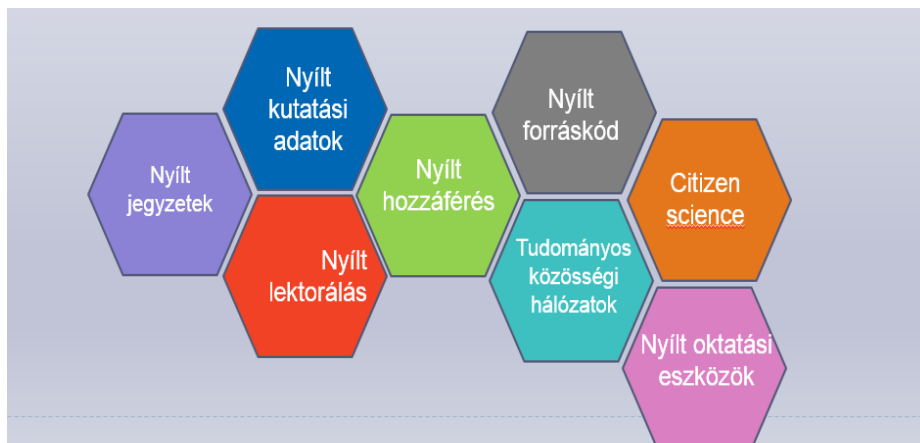 Nyílt
jegyzetek
Nyílt
kutatási
adatok
Nyílt
lektorálás
Nyílt
hozzáférés
Nyílt
forráskód
Tudományos
közösségi
hálózatok
Citizen
science
Nyílt oktatási
eszközök